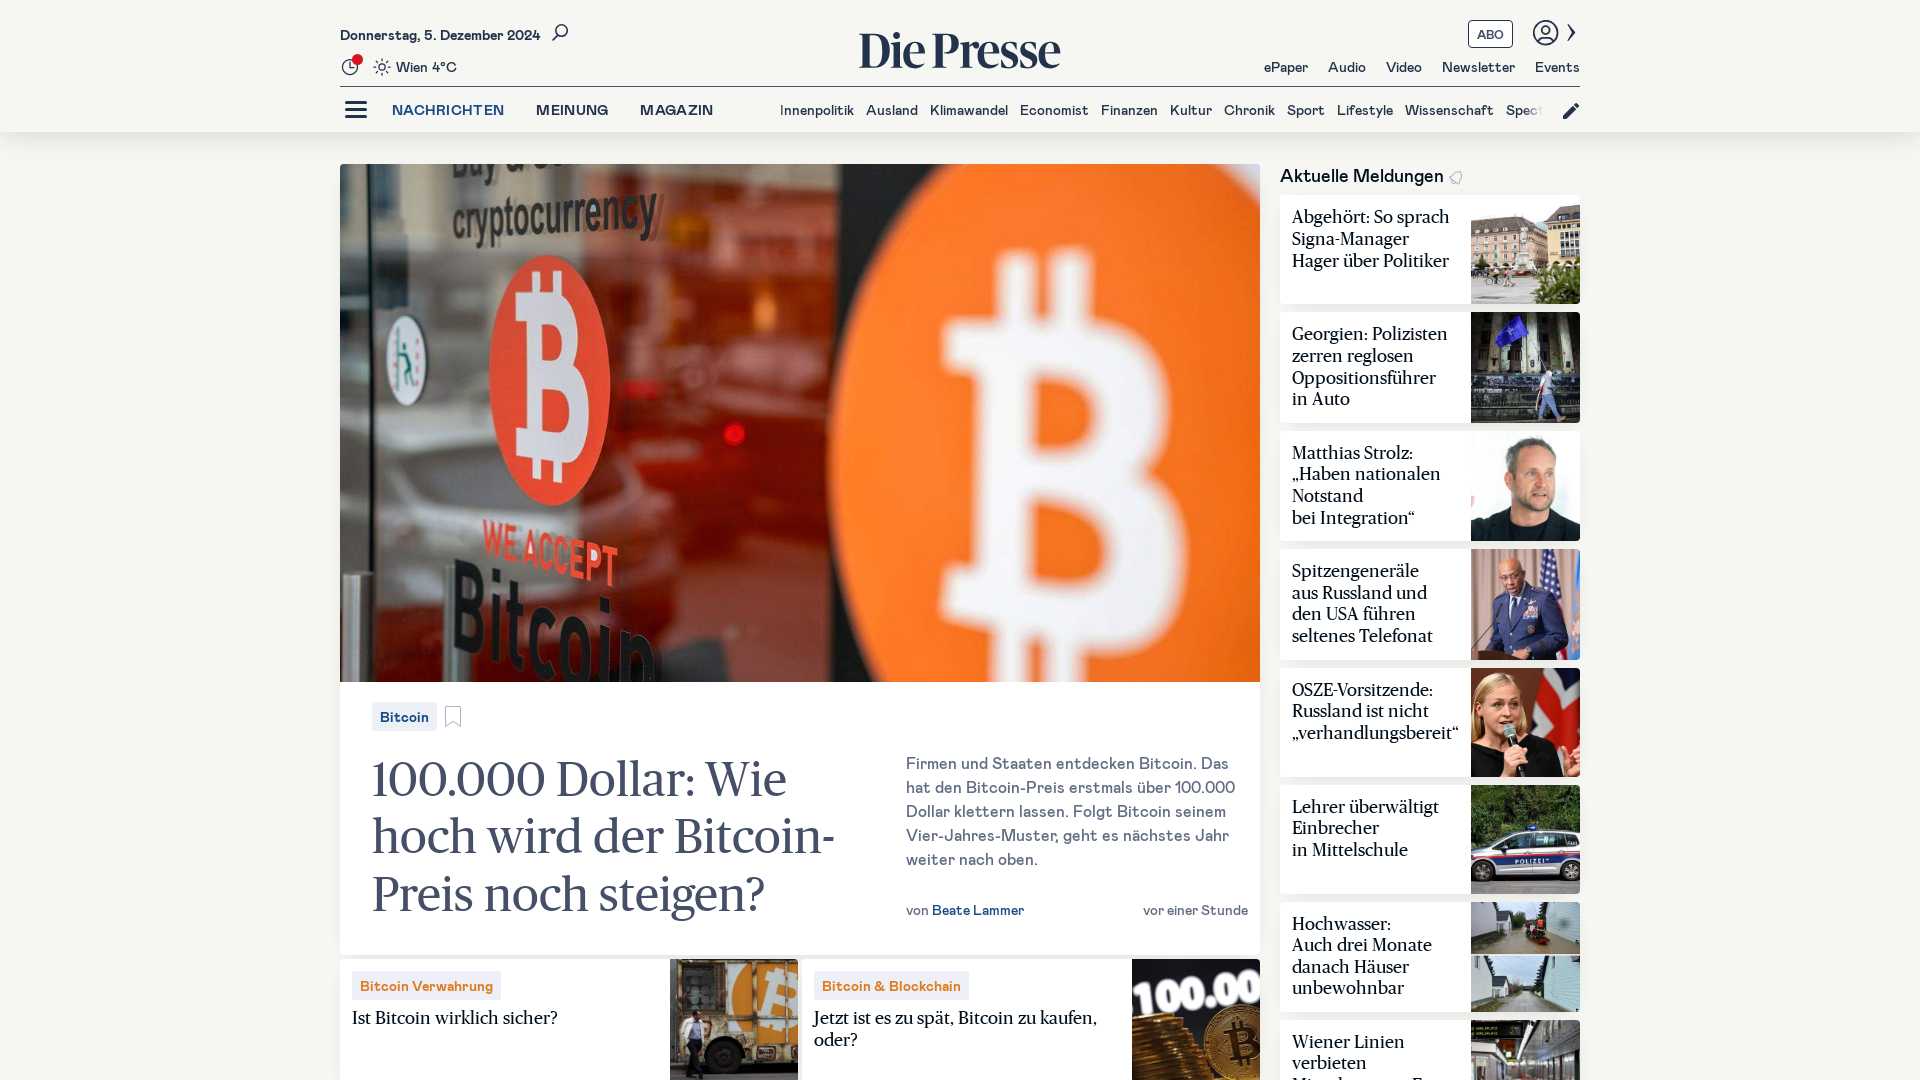 Donnerstag, 5. Dezember 2024
Wien 4°C
Die Presse
ABO
ePaper Audio Video Newsletter Events
NACHRICHTEN MEINUNG MAGAZIN
Innenpolitik Ausland Klimawandel Economist Finanzen Kultur Chronik Sport Lifestyle Wissenschaft Spect
cryptocurrency
WE ACCEPT
Bitcoin
Bitcoin
100.000 Dollar: Wie
hoch wird der Bitcoin-
Preis noch steigen?
Firmen und Staaten entdecken Bitcoin. Das
hat den Bitcoin-Preis erstmals über 100.000
Dollar klettern lassen. Folgt Bitcoin seinem
Vier-Jahres-Muster, geht es nächstes Jahr
weiter nach oben.
von Beate Lammer
vor einer Stunde
Bitcoin Verwahrung
Ist Bitcoin wirklich sicher?
Bitcoin & Blockchain
Jetzt ist es zu spät, Bitcoin zu kaufen,
oder?
100.00
Aktuelle Meldungen
Abgehört: So sprach
Signa-Manager
Hager über Politiker
Georgien: Polizisten
zerren reglosen
Oppositionsführer
in Auto
Matthias Strolz:
„Haben nationalen
Notstand
bei Integration“
Spitzengeneräle
aus Russland und
den USA führen
seltenes Telefonat
OSZE-Vorsitzende:
Russland ist nicht
„verhandlungsbereit“
Lehrer überwältigt
Einbrecher
in Mittelschule
POLIZEI
Hochwasser:
Auch drei Monate
danach Häuser
unbewohnbar
Wiener Linien
verbieten